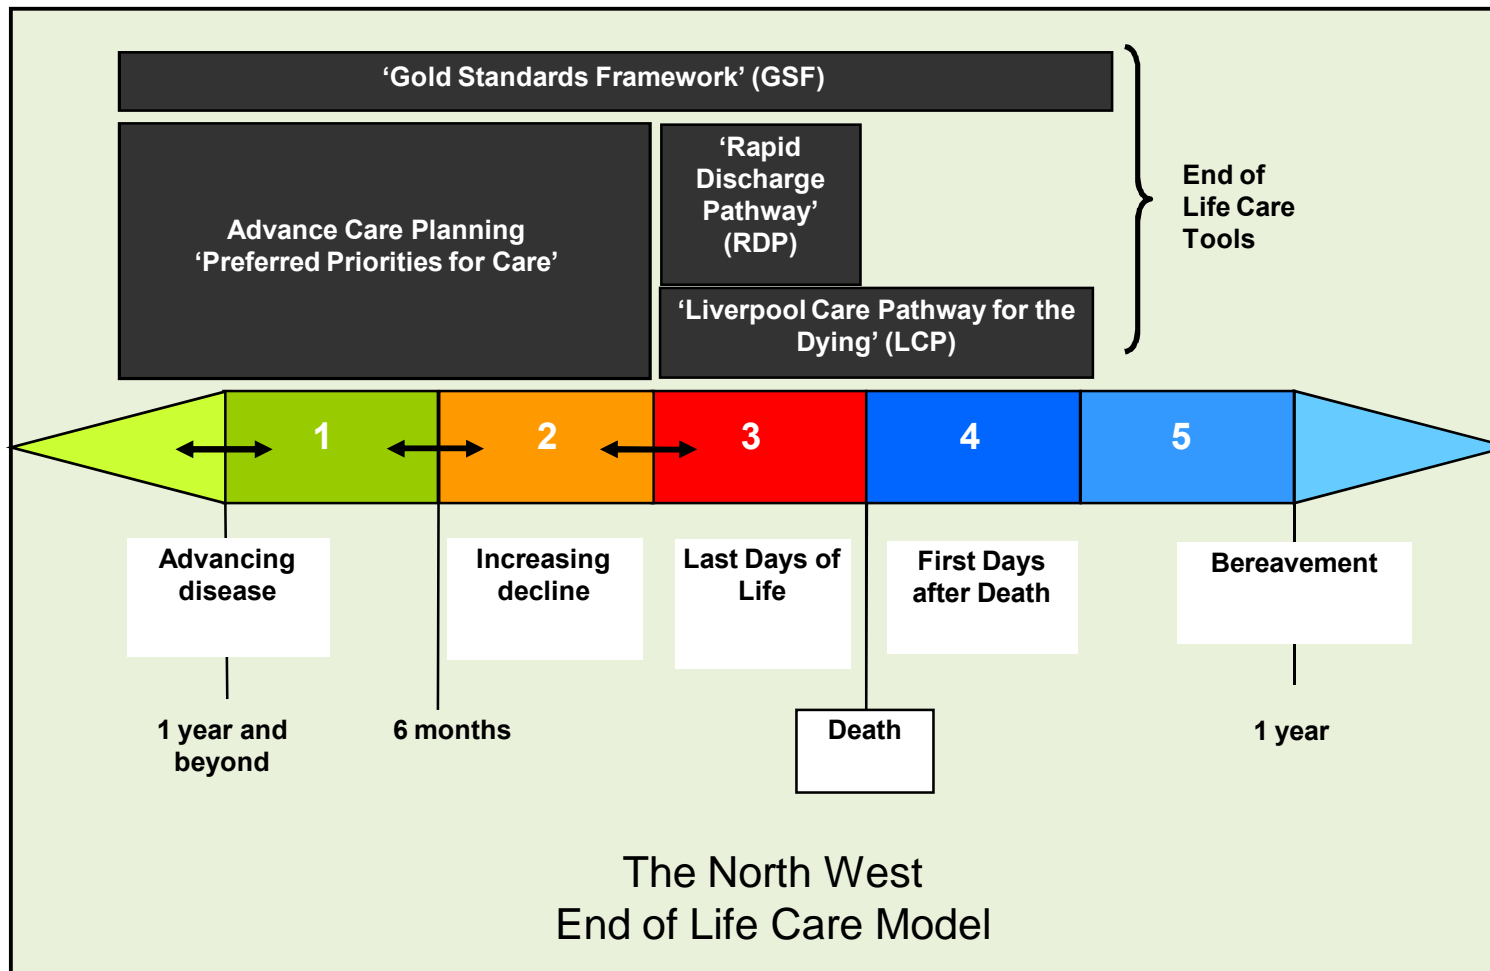 ‘Gold Standards Framework’ (GSF)
Advance Care Planning
‘Preferred Priorities for Care’
‘Rapid
Discharge
Pathway’
(RDP)
‘Liverpool Care Pathway for the
Dying’ (LCP)
End of
Life Care
Tools
1
2
3
4
5
Advancing
disease
Increasing
decline
Last Days of
Life
First Days
after Death
Bereavement
1 year and
beyond
6 months
Death
1 year
The North West
End of Life Care Model